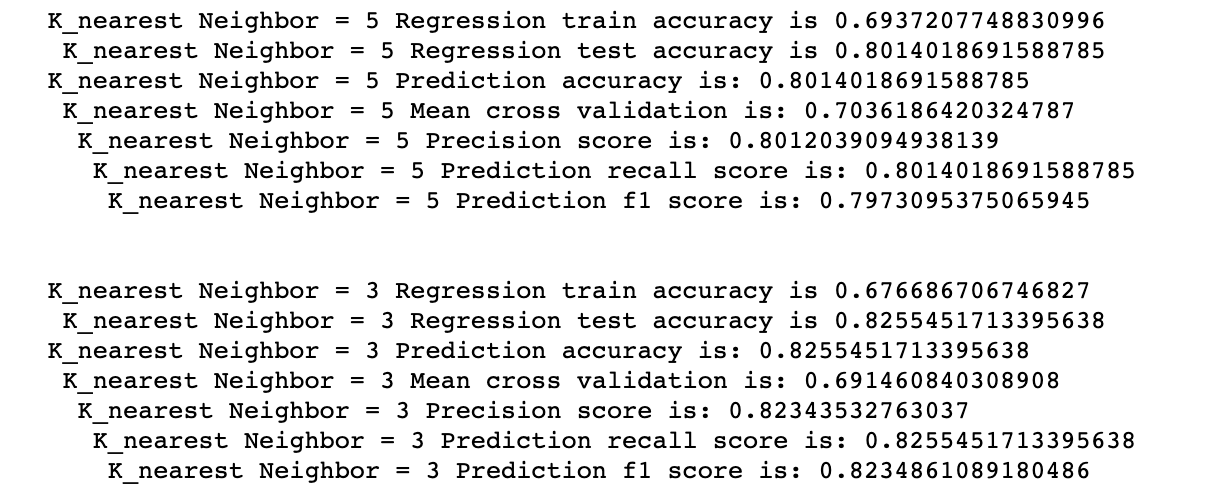 K_nearest Neighbor = 5 Regression train accuracy is 0.6937207748830996
K_nearest Neighbor = 5 Regression test accuracy is 0.8014018691588785
K_nearest Neighbor = 5 Prediction accuracy is: 0.8014018691588785
K_nearest Neighbor = 5 Mean cross validation is: 0.7036186420324787
K_nearest Neighbor = 5 Precision score is: 0.8012039094938139
K_nearest Neighbor = 5 Prediction recall score is: 0.8014018691588785
K_nearest Neighbor = 5 Prediction f1 score is: 0.7973095375065945
K_nearest Neighbor = 3 Regression train accuracy is 0.676686706746827
K_nearest Neighbor = 3 Regression test accuracy is 0.8255451713395638
K_nearest Neighbor = 3 Prediction accuracy is: 0.8255451713395638
K_nearest Neighbor = 3 Mean cross validation is: 0.691460840308908
K_nearest Neighbor = 3 Precision score is: 0.82343532763037
K_nearest Neighbor = 3 Prediction recall score is: 0.8255451713395638
K_nearest Neighbor = 3 Prediction f1 score is: 0.8234861089180486